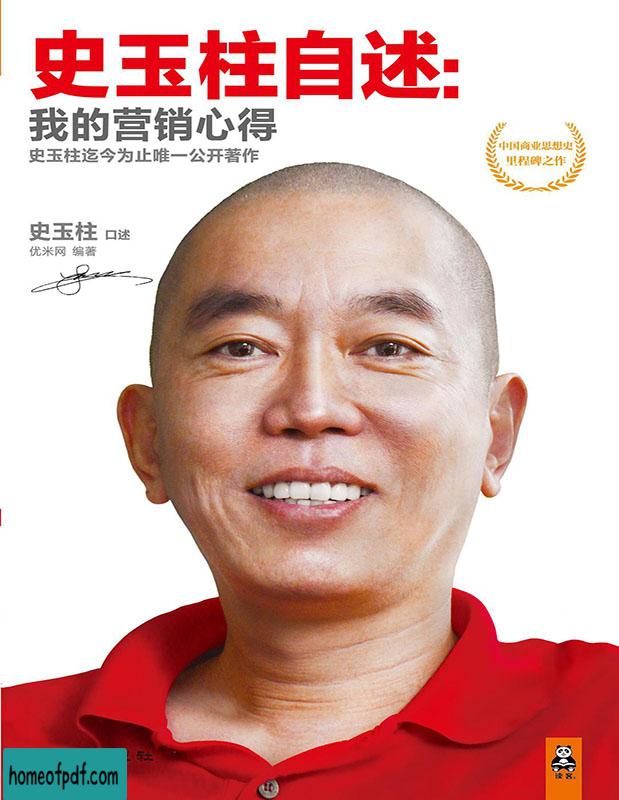 史玉柱自述:
我的营销心得
史玉柱迄今为止唯一公开著作
中国商业思想史
里程碑之作
史玉柱 口述
优米网 编著
社
读客®
homeofpdf.com